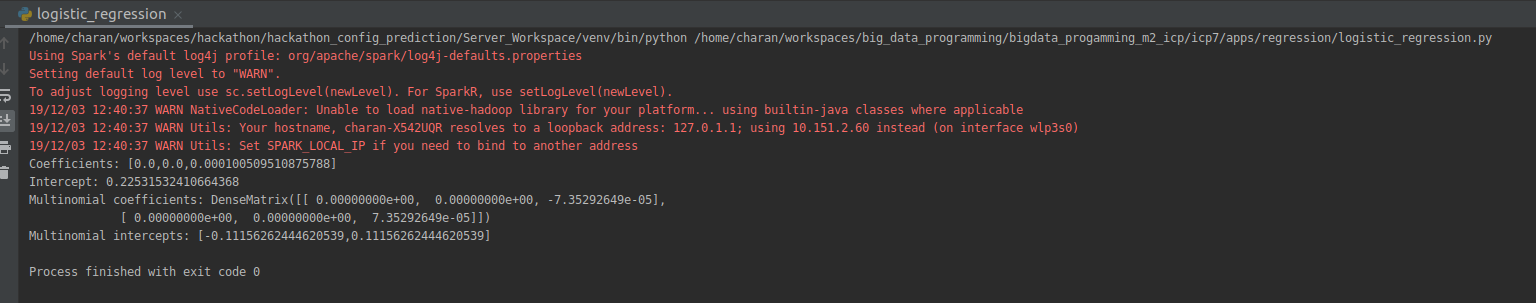 logistic_regression
/home/charan/workspaces/hackathon/hackathon_config_prediction/Server_Workspace/venv/bin/python /home/charan/workspaces/big_data_programming/bigdata_progamming_m2_icp/icp7/apps/regression/logistic_regression.py
Using Spark's default log4j profile: org/apache/spark/log4j-defaults.properties
Setting default log level to "WARN".
To adjust logging level use sc.setLogLevel(newLevel). For SparkR, use setLogLevel(newLevel).
19/12/03 12:40:37 WARN NativeCodeLoader: Unable to load native-hadoop library for your platform... using builtin-java classes where applicable
19/12/03 12:40:37 WARN Utils: Your hostname, charan-X542UQR resolves to a loopback address: 127.0.1.1; using 10.151.2.60 instead (on interface wlp3s0)
19/12/03 12:40:37 WARN Utils: Set SPARK_LOCAL_IP if you need to bind to another address
Coefficients: [0.0,0.0,0.000100509510875788]
Intercept: 0.22531532410664368
Multinomial coefficients: DenseMatrix([[ 0.00000000e+00,  0.00000000e+00, -7.35292649e-05],
[ 0.00000000e+00,  0.00000000e+00,  7.35292649e-05]])
Multinomial intercepts: [-0.11156262444620539,0.11156262444620539]
Process finished with exit code 0